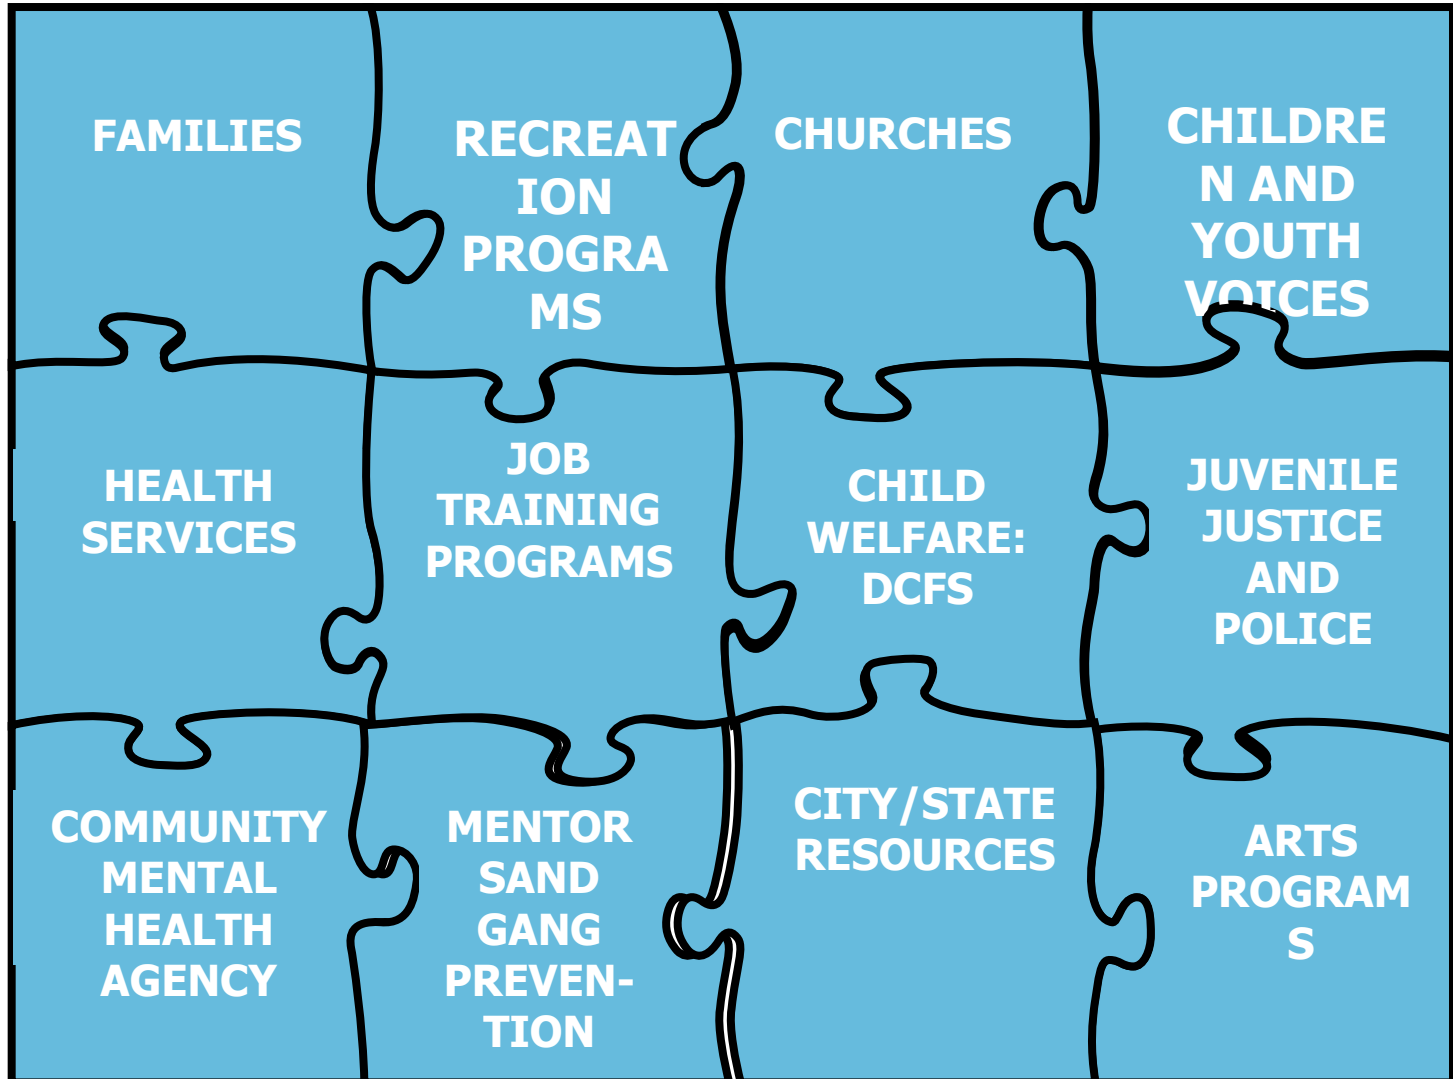 FAMILIES
RECREAT
ION
PROGRA
MS
CHURCHES
CHILDRE
N AND
YOUTH
VOICES
HEALTH
SERVICES
JOB
TRAINING
PROGRAMS
CHILD
WELFARE:
DCFS
JUVENILE
JUSTICE
AND
POLICE
COMMUNITY
MENTAL
HEALTH
AGENCY
MENTOR
SAND
GANG
PREVEN-
TION
CITY/STATE
RESOURCES
ARTS
PROGRAM
S